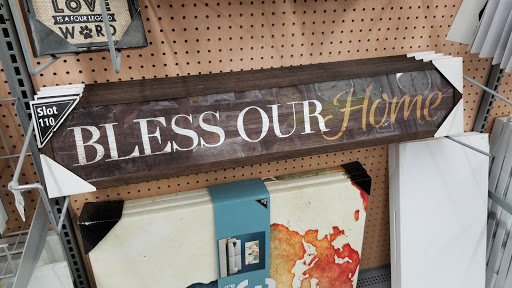 LOVE
IS A FOUR LEGGED
WORD
Slot
110
BLESS OUR Home